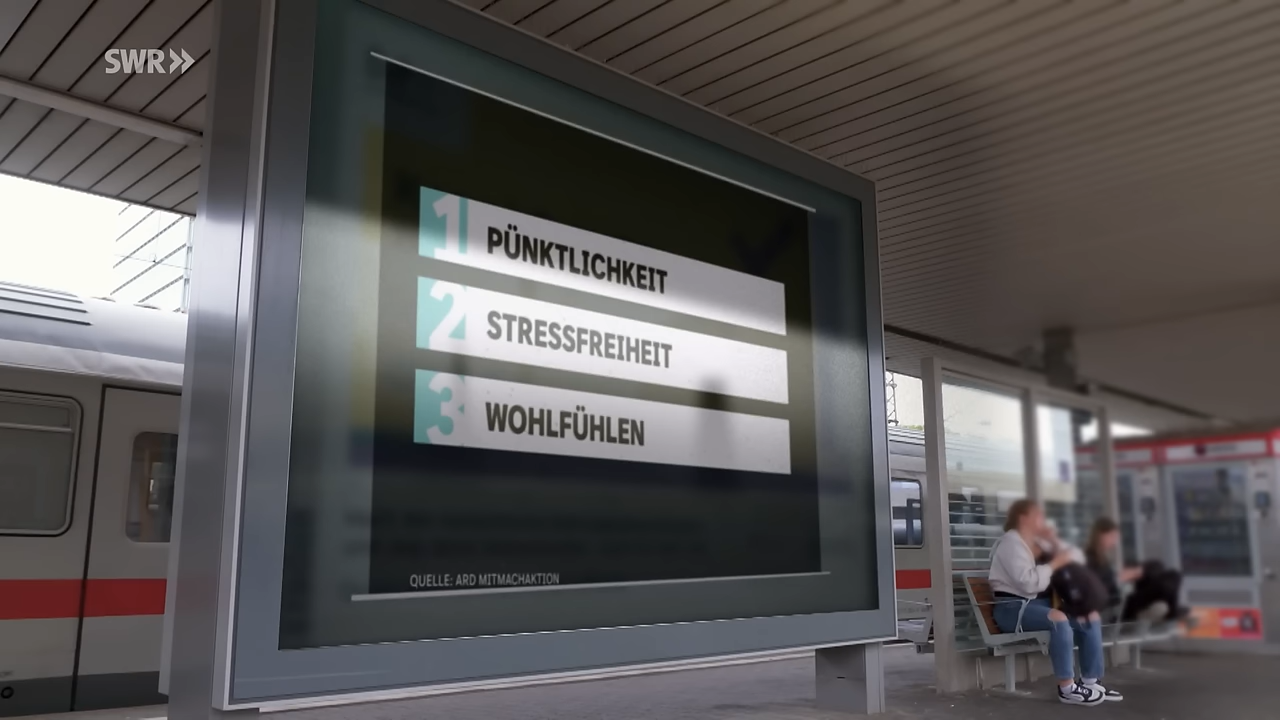 SWR
1 PÜNKTLICHKEIT
2 STRESSFREIHEIT
3 WOHLFÜHLEN
QUELLE: ARD MITMACHAKTION